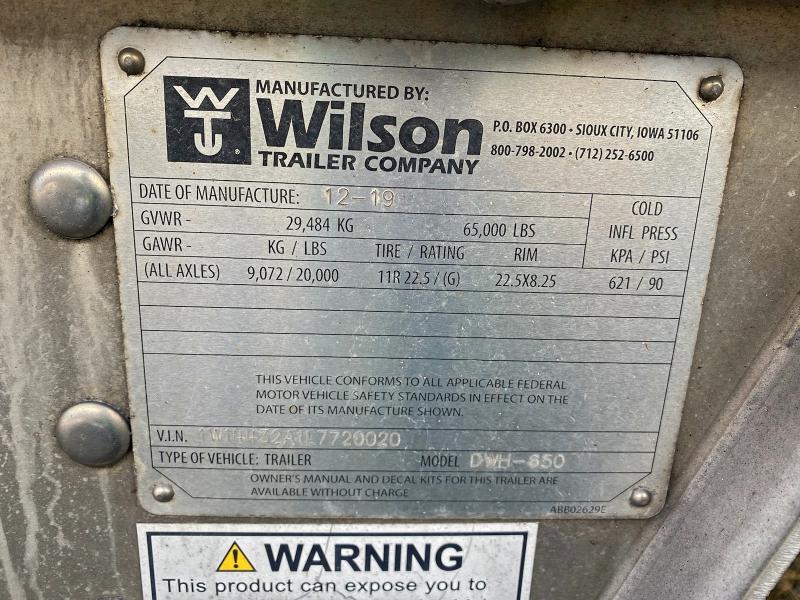 MANUFACTURED BY:
WT ®
Wilson
TRAILER COMPANY
P.O. BOX 6300 • SIOUX CITY, IOWA 51106
800-798-2002 • (712) 252-6500
DATE OF MANUFACTURE: 12-19
GVWR - 29,484 KG 65,000 LBS
COLD
INFL PRESS
GAWR - KG / LBS TIRE / RATING RIM KPA / PSI
(ALL AXLES) 9,072 / 20,000 11R 22.5 / (G) 22.5X8.25 621 / 90
THIS VEHICLE CONFORMS TO ALL APPLICABLE FEDERAL
MOTOR VEHICLE SAFETY STANDARDS IN EFFECT ON THE
DATE OF ITS MANUFACTURE SHOWN.
V.I.N.
TYPE OF VEHICLE: TRAILER MODEL DWH-650
OWNER'S MANUAL AND DECAL KITS FOR THIS TRAILER ARE
AVAILABLE WITHOUT CHARGE
ABB02629E
WARNING
This product can expose you to